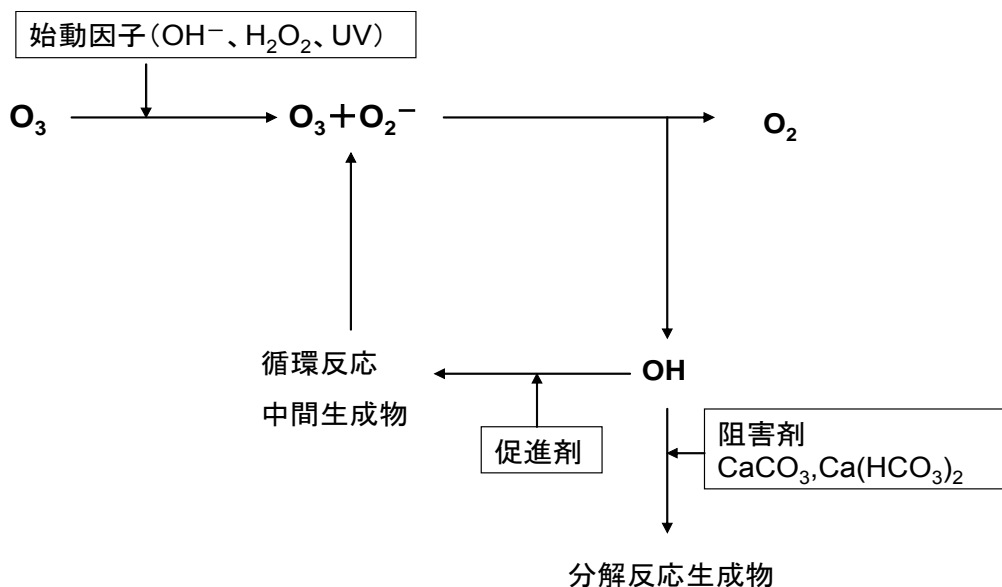 始動因子(OH⁻、H₂O₂、UV)
O₃
O₃＋O₂⁻
O₂
循環反応
中間生成物
OH
促進剤
阻害剤
CaCO₃,Ca(HCO₃)₂
分解反応生成物